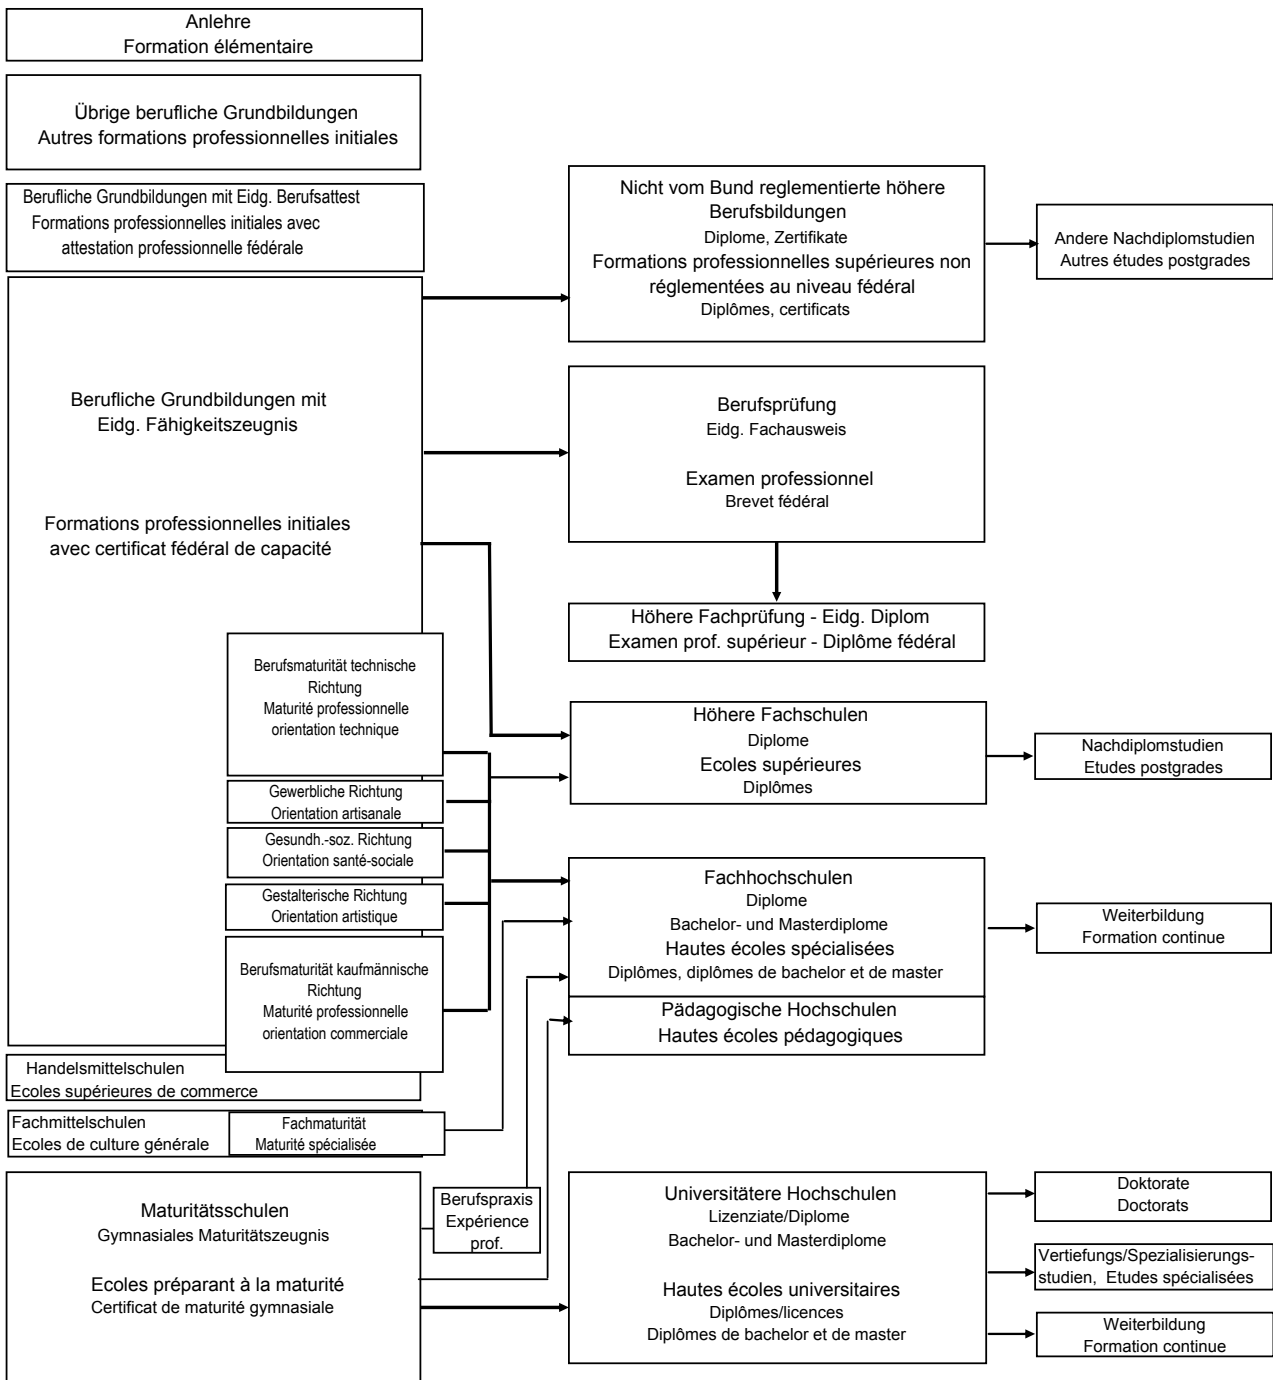 Anlehre
Formation élémentaire
Übrige berufliche Grundbildungen
Autres formations professionnelles initiales
Berufliche Grundbildungen mit Eidg. Berufsattest
Formations professionnelles initiales avec
attestation professionnelle fédérale
Berufliche Grundbildungen mit
Eidg. Fähigkeitszeugnis
Formations professionnelles initiales
avec certificat fédéral de capacité
Berufsmaturität technische
Richtung
Maturité professionnelle
orientation technique
Gewerbliche Richtung
Orientation artisanale
Gesundh.-soz. Richtung
Orientation santé-sociale
Gestalterische Richtung
Orientation artistique
Berufsmaturität kaufmännische
Richtung
Maturité professionnelle
orientation commerciale
Handelsmittelschulen
Ecoles supérieures de commerce
Fachmittelschulen
Ecoles de culture générale
Fachmaturität
Maturité spécialisée
Maturitätsschulen
Gymnasiales Maturitätszeugnis
Ecoles préparant à la maturité
Certificat de maturité gymnasiale
Berufspraxis
Expérience
prof.
Nicht vom Bund reglementierte höhere
Berufsbildungen
Diplome, Zertifikate
Formations professionnelles supérieures non
réglementées au niveau fédéral
Diplômes, certificats
Berufsprüfung
Eidg. Fachausweis
Examen professionnel
Brevet fédéral
Höhere Fachprüfung - Eidg. Diplom
Examen prof. supérieur - Diplôme fédéral
Höhere Fachschulen
Diplome
Ecoles supérieures
Diplômes
Fachhochschulen
Diplome
Bachelor- und Masterdiplome
Hautes écoles spécialisées
Diplômes, diplômes de bachelor et de master
Pädagogische Hochschulen
Hautes écoles pédagogiques
Universitätere Hochschulen
Lizenziate/Diplome
Bachelor- und Masterdiplome
Hautes écoles universitaires
Diplômes/licences
Diplômes de bachelor et de master
Andere Nachdiplomstudien
Autres études postgrades
Nachdiplomstudien
Etudes postgrades
Weiterbildung
Formation continue
Doktorate
Doctorats
Vertiefungs/Spezialisierungs-
studien, Etudes spécialisées
Weiterbildung
Formation continue